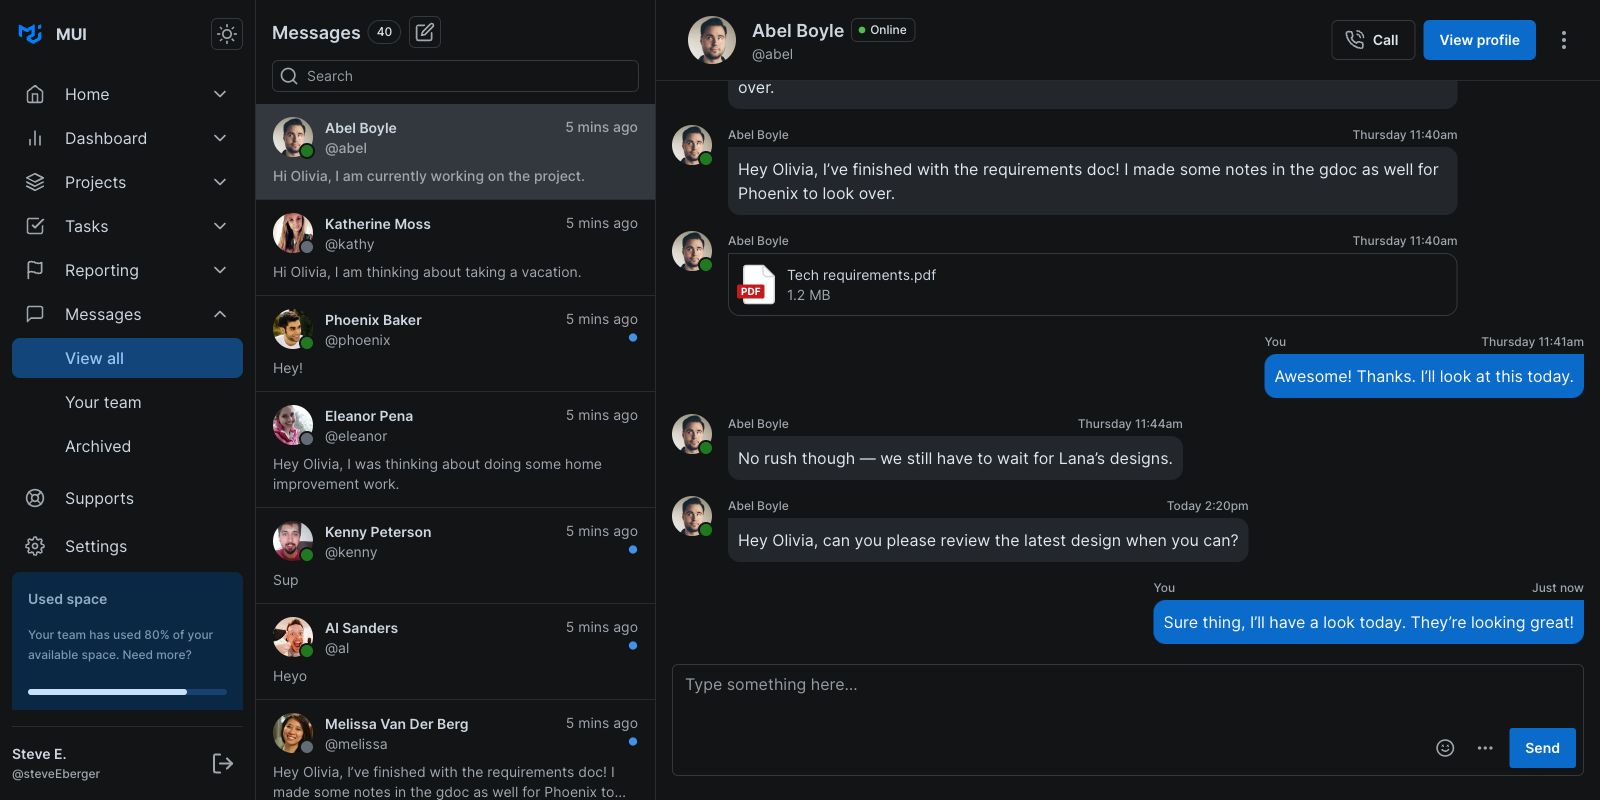 MUI
Home
Dashboard
Projects
Tasks
Reporting
Messages
View all
Your team
Archived
Supports
Settings
Used space
Your team has used 80% of your
available space. Need more?
Steve E.
@steveEberger
Messages 40
Search
Abel Boyle 5 mins ago
@abel
Hi Olivia, I am currently working on the project.
Katherine Moss 5 mins ago
@kathy
Hi Olivia, I am thinking about taking a vacation.
Phoenix Baker 5 mins ago
@phoenix
Hey!
Eleanor Pena 5 mins ago
@eleanor
Hey Olivia, I was thinking about doing some home
improvement work.
Kenny Peterson 5 mins ago
@kenny
Sup
Al Sanders 5 mins ago
@al
Heyo
Melissa Van Der Berg 5 mins ago
@melissa
Hey Olivia, I’ve finished with the requirements doc! I
made some notes in the gdoc as well for Phoenix to…
Abel Boyle Online
@abel
Call
View profile
over.
Abel Boyle Thursday 11:40am
Hey Olivia, I’ve finished with the requirements doc! I made some notes in the gdoc as well for
Phoenix to look over.
Abel Boyle Thursday 11:40am
PDF
Tech requirements.pdf
1.2 MB
You Thursday 11:41am
Awesome! Thanks. I’ll look at this today.
Abel Boyle Thursday 11:44am
No rush though — we still have to wait for Lana’s designs.
Abel Boyle Today 2:20pm
Hey Olivia, can you please review the latest design when you can?
You Just now
Sure thing, I’ll have a look today. They’re looking great!
Type something here…
Send